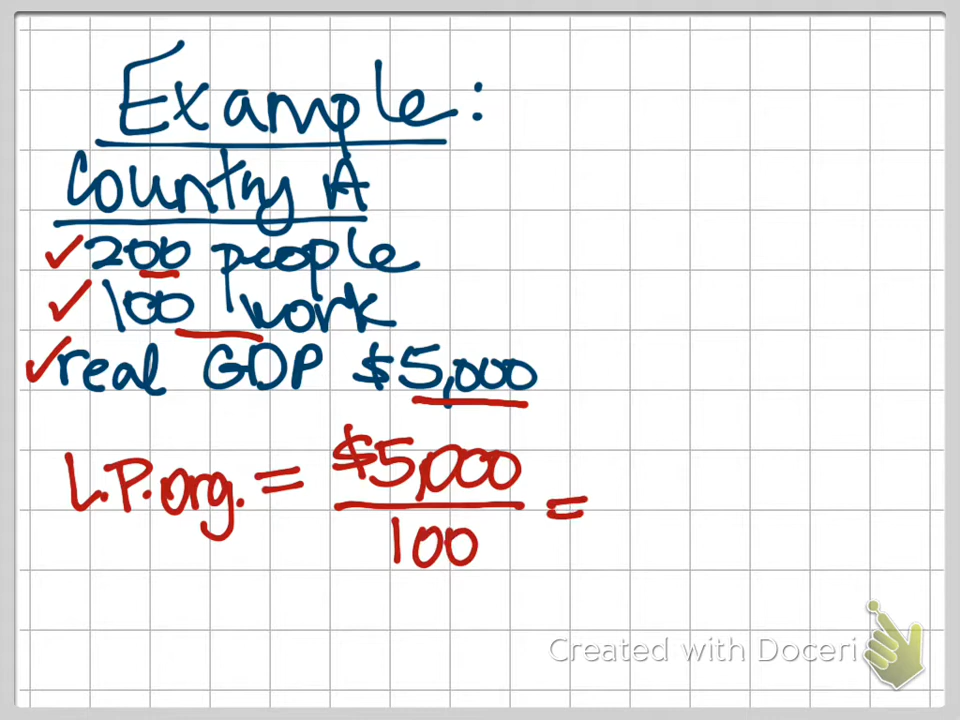 Example:
Country A
✓200 people
✓100 work
✓real GDP $5,000
L.P.org. = $5,000 =
100
Created with Doceri